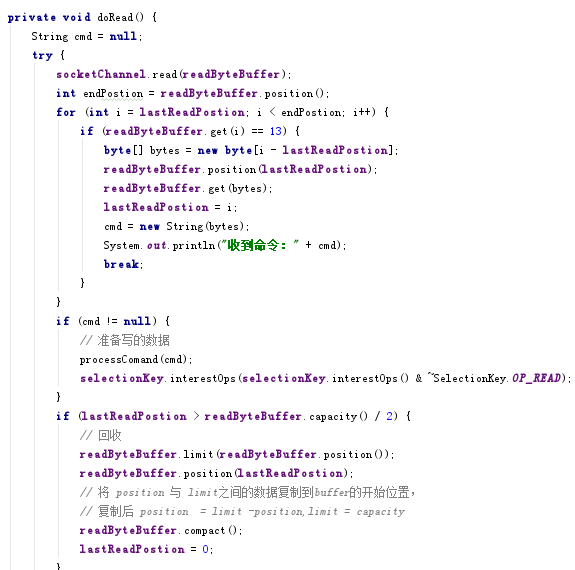 private void doRead() {
String cmd = null;
try {
socketChannel.read(readByteBuffer);
int endPostion = readByteBuffer.position();
for (int i = lastReadPostion; i < endPostion; i++) {
if (readByteBuffer.get(i) == 13) {
byte[] bytes = new byte[i - lastReadPostion];
readByteBuffer.position(lastReadPostion);
readByteBuffer.get(bytes);
lastReadPostion = i;
cmd = new String(bytes);
System.out.println("收到命令：" + cmd);
break;
}
}
if (cmd != null) {
// 准备写的数据
processComand(cmd);
selectionKey.interestOps(selectionKey.interestOps() & ~SelectionKey.OP_READ);
}
if (lastReadPostion > readByteBuffer.capacity() / 2) {
// 回收
readByteBuffer.limit(readByteBuffer.position());
readByteBuffer.position(lastReadPostion);
// 将 position 与 limit之间的数据复制到buffer的开始位置，
// 复制后 position  = limit -position,limit = capacity
readByteBuffer.compact();
lastReadPostion = 0;
}